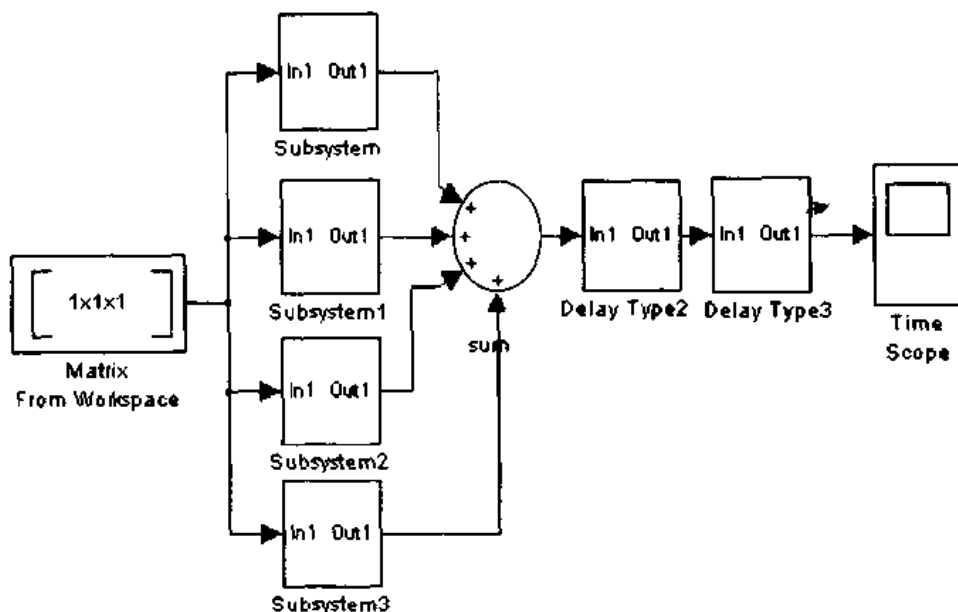 In1 Out1
Subsystem
In1 Out1
Subsystem1
1x1x1
Matrix
From Workspace
In1 Out1
Subsystem2
In1 Out1
Subsystem3
+
+
+
+
sum
In1 Out1
Delay Type2
In1 Out1
Delay Type3
Time
Scope